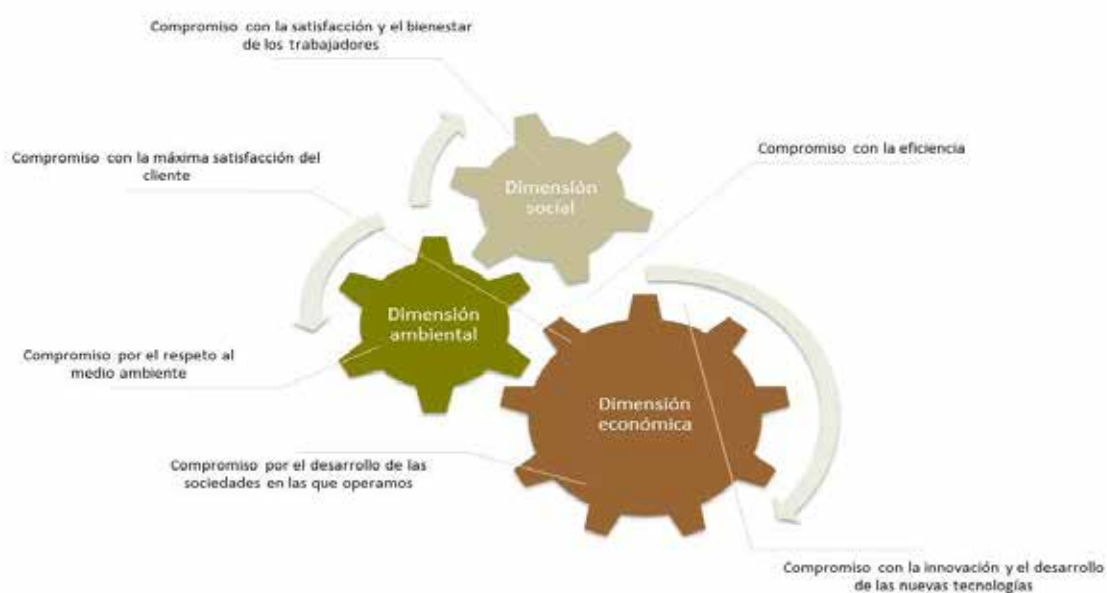 Compromiso con la satisfacción y el bienestar
de los trabajadores
Compromiso con la máxima satisfacción del
cliente
Compromiso con la eficiencia
Dimensión
social
Dimensión
ambiental
Compromiso por el respeto al
medio ambiente
Dimensión
económica
Compromiso por el desarrollo de las
sociedades en las que operamos
Compromiso con la innovación y el desarrollo
de las nuevas tecnologías